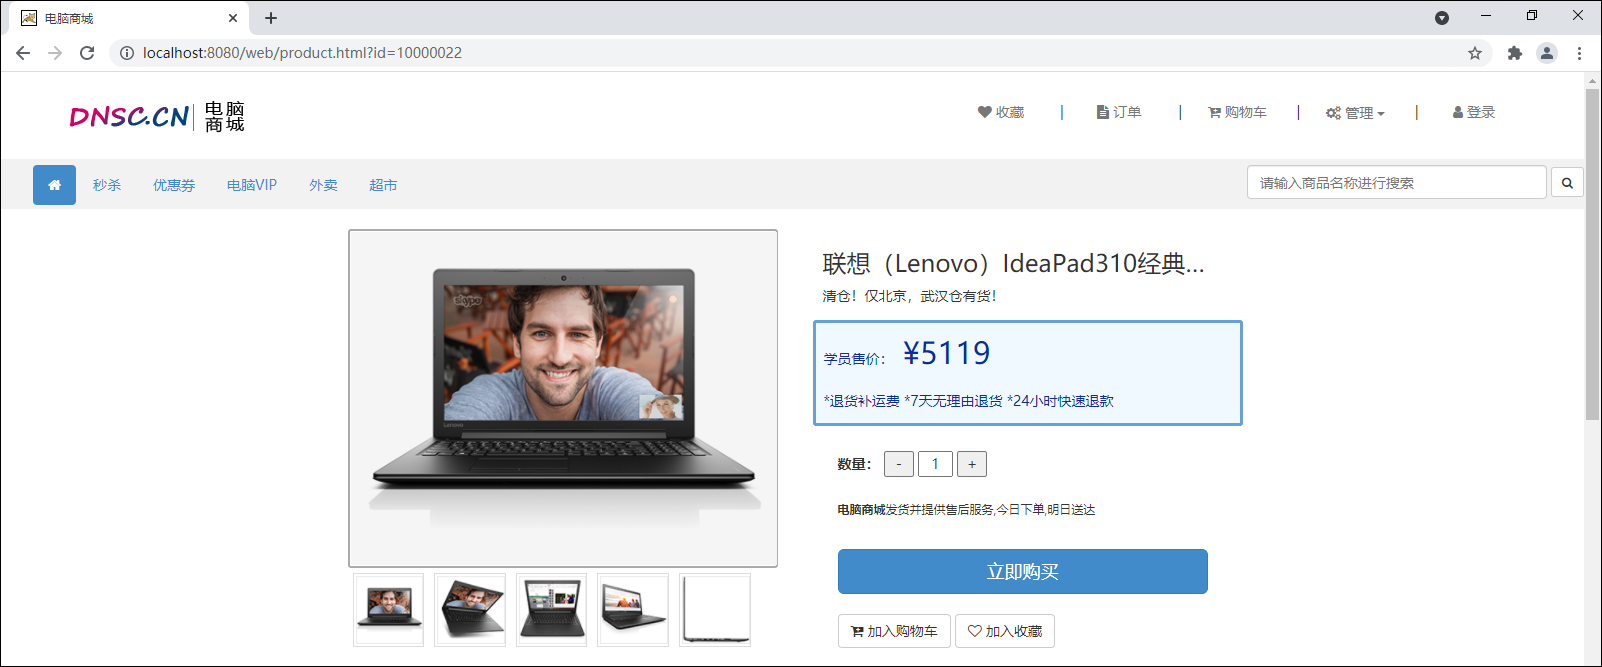 电脑商城
localhost:8080/web/product.html?id=10000022
DNSC.CN 电脑商城
收藏 | 订单 | 购物车 | 管理 | 登录
秒杀 优惠券 电脑VIP 外卖 超市 请输入商品名称进行搜索
skype
Lenovo
联想（Lenovo）IdeaPad310经典...
清仓！仅北京，武汉仓有货！
学员售价： ¥5119
*退货补运费 *7天无理由退货 *24小时快速退款
数量： - 1 +
电脑商城发货并提供售后服务,今日下单,明日送达
立即购买
加入购物车 加入收藏